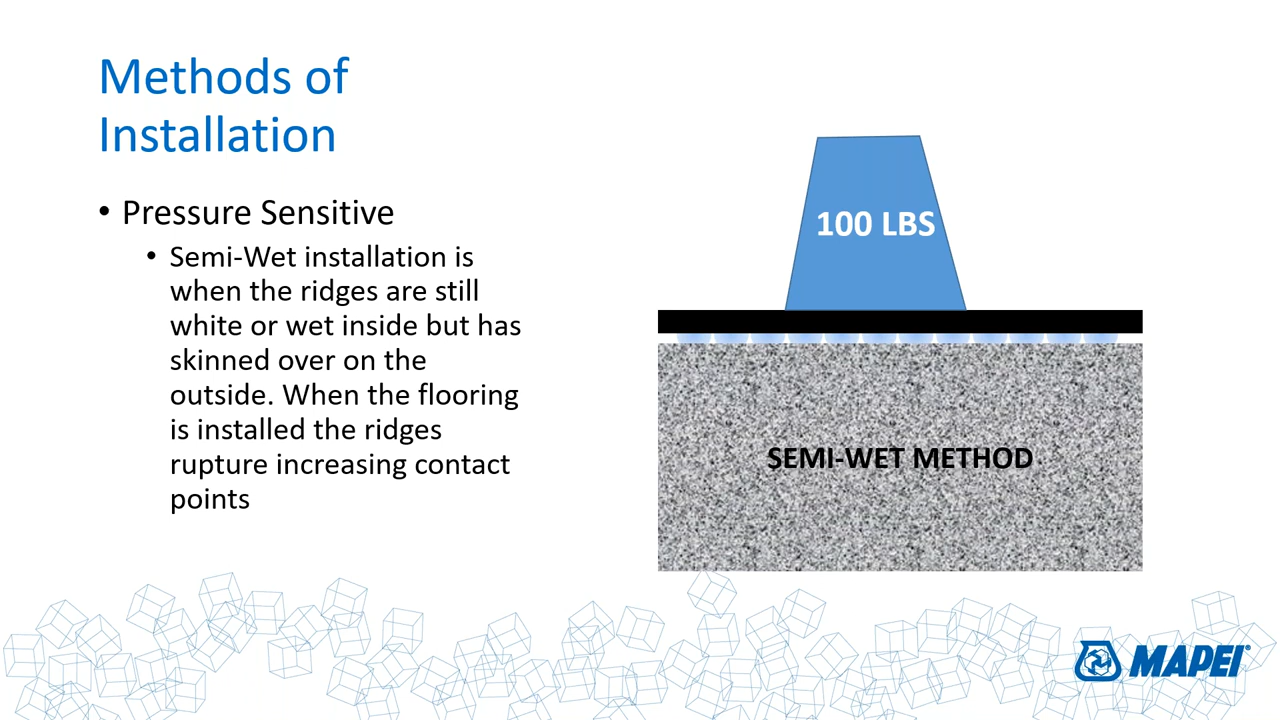 Methods of
Installation
• Pressure Sensitive
• Semi-Wet installation is
when the ridges are still
white or wet inside but has
skinned over on the
outside. When the flooring
is installed the ridges
rupture increasing contact
points
100 LBS
SEMI-WET METHOD
MAPEI®